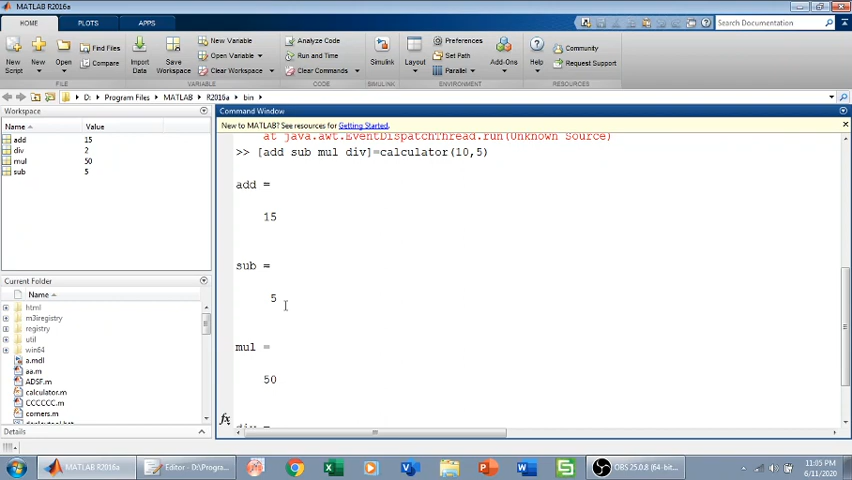 MATLAB R2016a
HOME
PLOTS
APPS
Search Documentation
New
Script
New
Open
Find Files
Compare
Import
Data
Save
Workspace
New Variable
Open Variable
Clear Workspace
Analyze Code
Run and Time
Clear Commands
Simulink
Layout
Preferences
Set Path
Parallel
Add-Ons
Help
Community
Request Support
FILE
VARIABLE
CODE
SIMULINK
ENVIRONMENT
RESOURCES
D: Program Files MATLAB R2016a bin
Workspace
Name Value
add 15
div 2
mul 50
sub 5
Current Folder
Name
html
m3iregistry
registry
util
win64
a.mdl
aa.m
ADSF.m
calculator.m
CCCCCC.m
corners.m
Details
Command Window
New to MATLAB? See resources for Getting Started.
at java.awt.EventDispatchThread.run(Unknown Source)
>> [add sub mul div]=calculator(10,5)
add =
15
sub =
5
mul =
50
div =
fx
MATLAB R2016a
Editor - D:\Progra...
OBS 25.0.8 (64-bit...
11:05 PM
6/11/2020